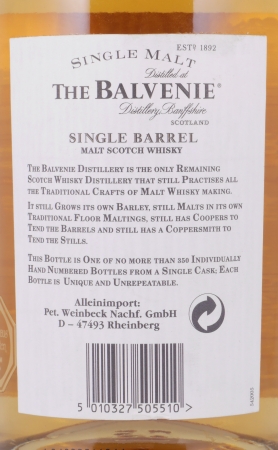 ESTD 1892
SINGLE MALT
Distilled at
THE BALVENIE®
Distillery, Banffshire
SCOTLAND
SINGLE BARREL
MALT SCOTCH WHISKY
THE BALVENIE DISTILLERY IS THE ONLY REMAINING
SCOTCH WHISKY DISTILLERY THAT STILL PRACTISES ALL
THE TRADITIONAL CRAFTS OF MALT WHISKY MAKING.
IT STILL GROWS ITS OWN BARLEY, STILL MALTS IN ITS OWN
TRADITIONAL FLOOR MALTINGS, STILL HAS COOPERS TO
TEND THE BARRELS AND STILL HAS A COPPERSMITH TO
TEND THE STILLS.
THIS BOTTLE IS ONE OF NO MORE THAN 350 INDIVIDUALLY
HAND NUMBERED BOTTLES FROM A SINGLE CASK; EACH
BOTTLE IS UNIQUE AND UNREPEATABLE.
Alleinimport:
Pet. Weinbeck Nachf. GmbH
D – 47493 Rheinberg
5 010327 505510 >